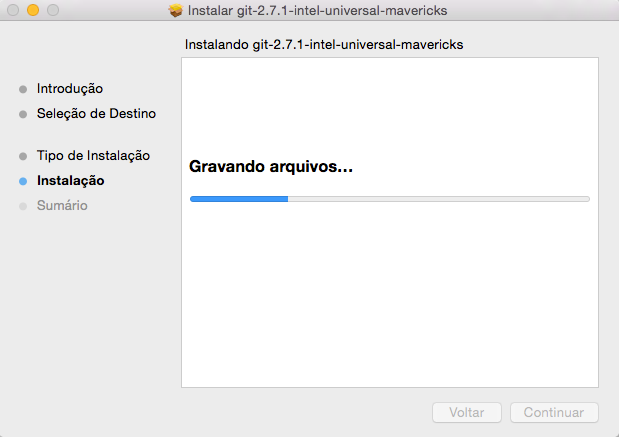 Instalar git-2.7.1-intel-universal-mavericks
Instalando git-2.7.1-intel-universal-mavericks
Introdução
Seleção de Destino
Tipo de Instalação
Instalação
Sumário
Gravando arquivos...
Voltar
Continuar